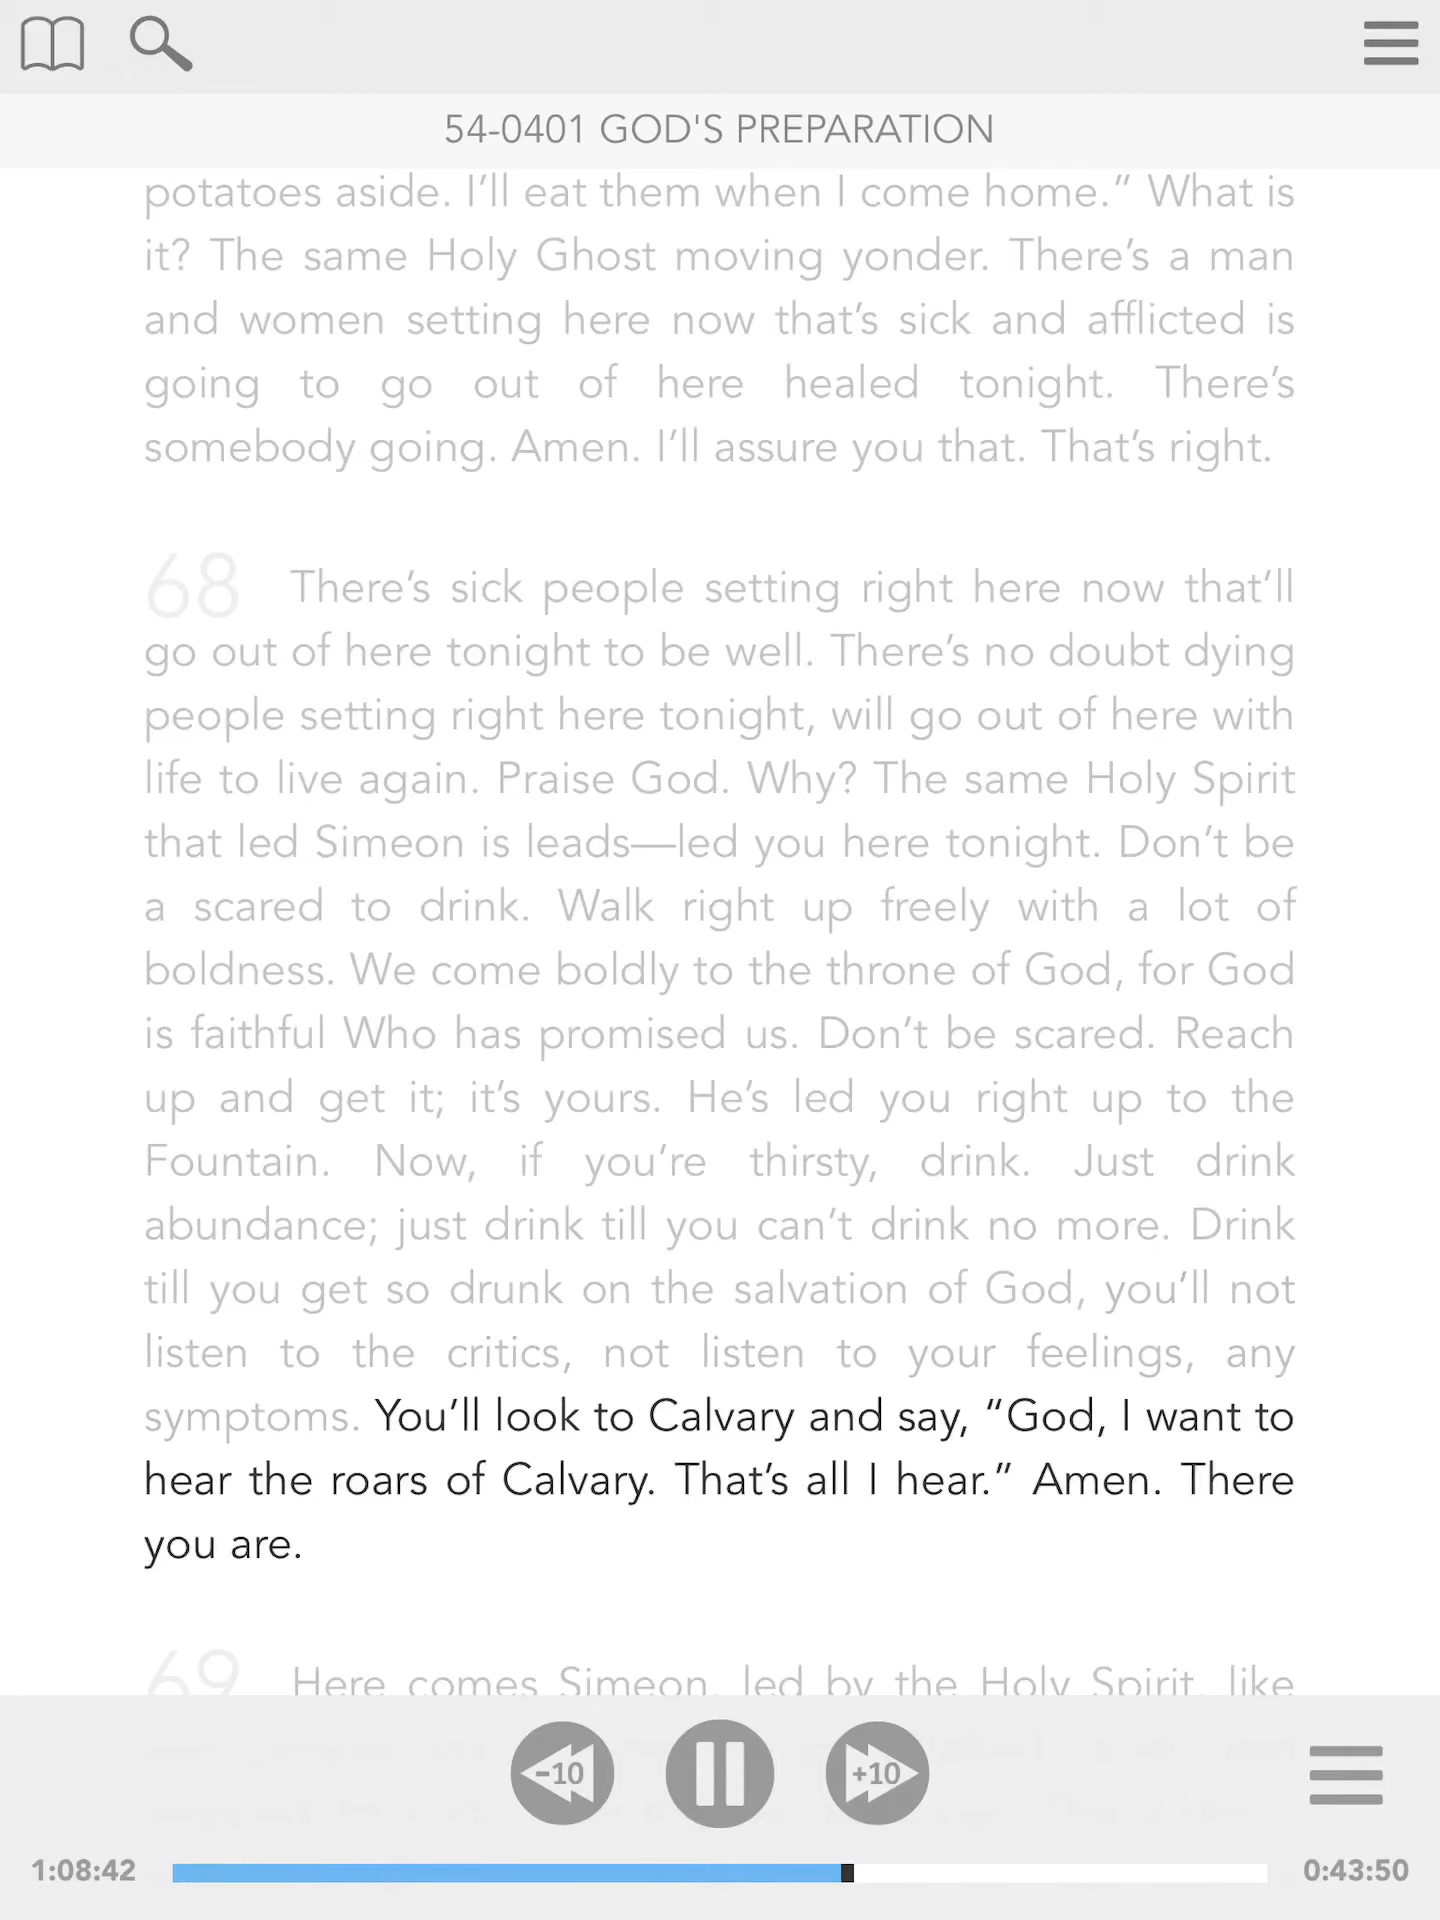 54-0401 GOD'S PREPARATION
potatoes aside. I’ll eat them when I come home.” What is
it? The same Holy Ghost moving yonder. There’s a man
and women setting here now that’s sick and afflicted is
going to go out of here healed tonight. There’s
somebody going. Amen. I’ll assure you that. That’s right.
68 There’s sick people setting right here now that’ll
go out of here tonight to be well. There’s no doubt dying
people setting right here tonight, will go out of here with
life to live again. Praise God. Why? The same Holy Spirit
that led Simeon is leads—led you here tonight. Don’t be
a scared to drink. Walk right up freely with a lot of
boldness. We come boldly to the throne of God, for God
is faithful Who has promised us. Don’t be scared. Reach
up and get it; it’s yours. He’s led you right up to the
Fountain. Now, if you’re thirsty, drink. Just drink
abundance; just drink till you can’t drink no more. Drink
till you get so drunk on the salvation of God, you’ll not
listen to the critics, not listen to your feelings, any
symptoms. You’ll look to Calvary and say, “God, I want to
hear the roars of Calvary. That’s all I hear.” Amen. There
you are.
69 Here comes Simeon, led by the Holy Spirit, like
-10 +10
1:08:42 0:43:50